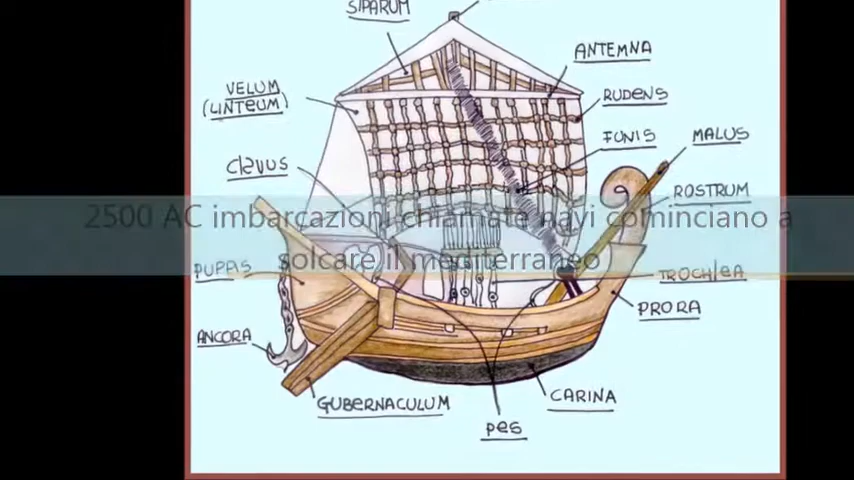 SIPARUM
ANTEMNA
VELUM
(LINTEUM)
RUDENS
FUNIS
MALUS
CLAVUS
ROSTRUM
2500 AC imbarcazioni chiamate navi cominciano a
solcare il mediterraneo
PUPPIS
TROCHLEA
PRORA
ANCORA
CARINA
GUBERNACULUM
PES